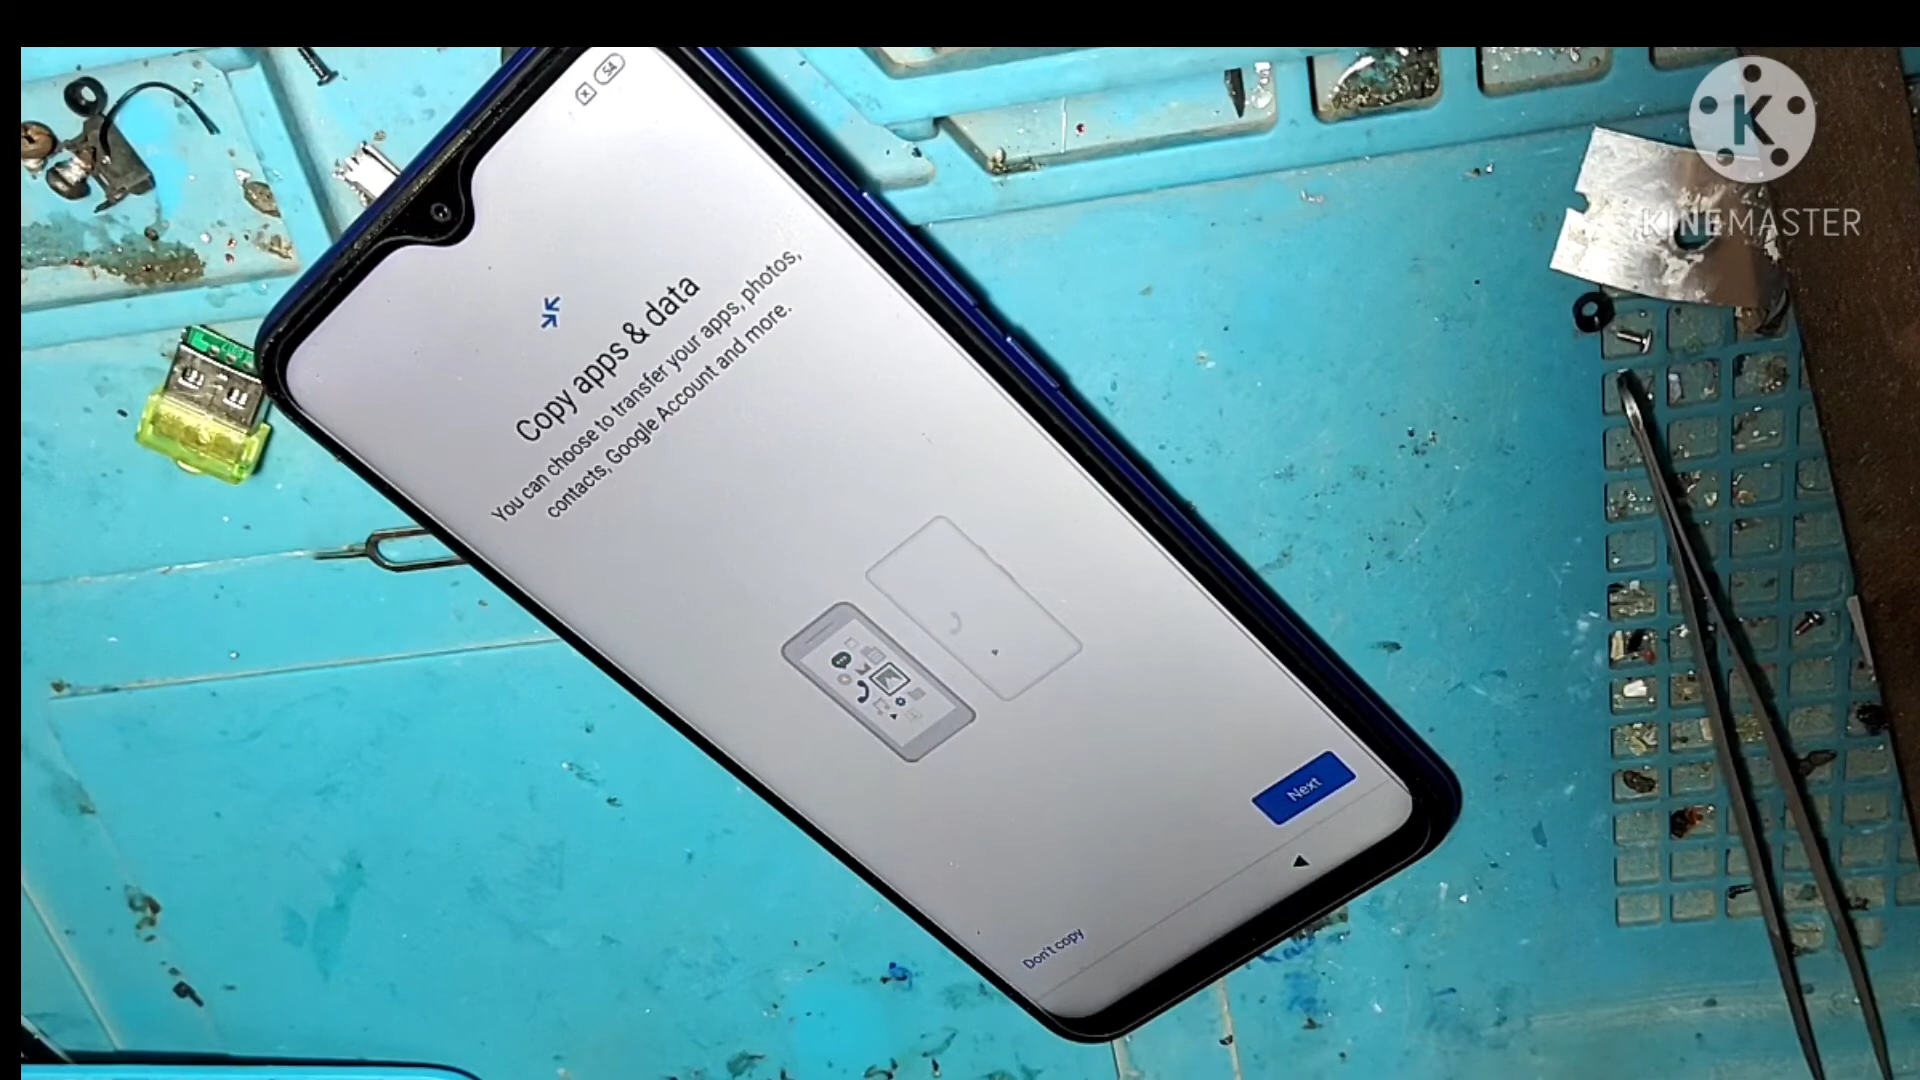 54
Copy apps & data
You can choose to transfer your apps, photos,
contacts, Google Account and more.
Next
Don't copy
K
KINEMASTER